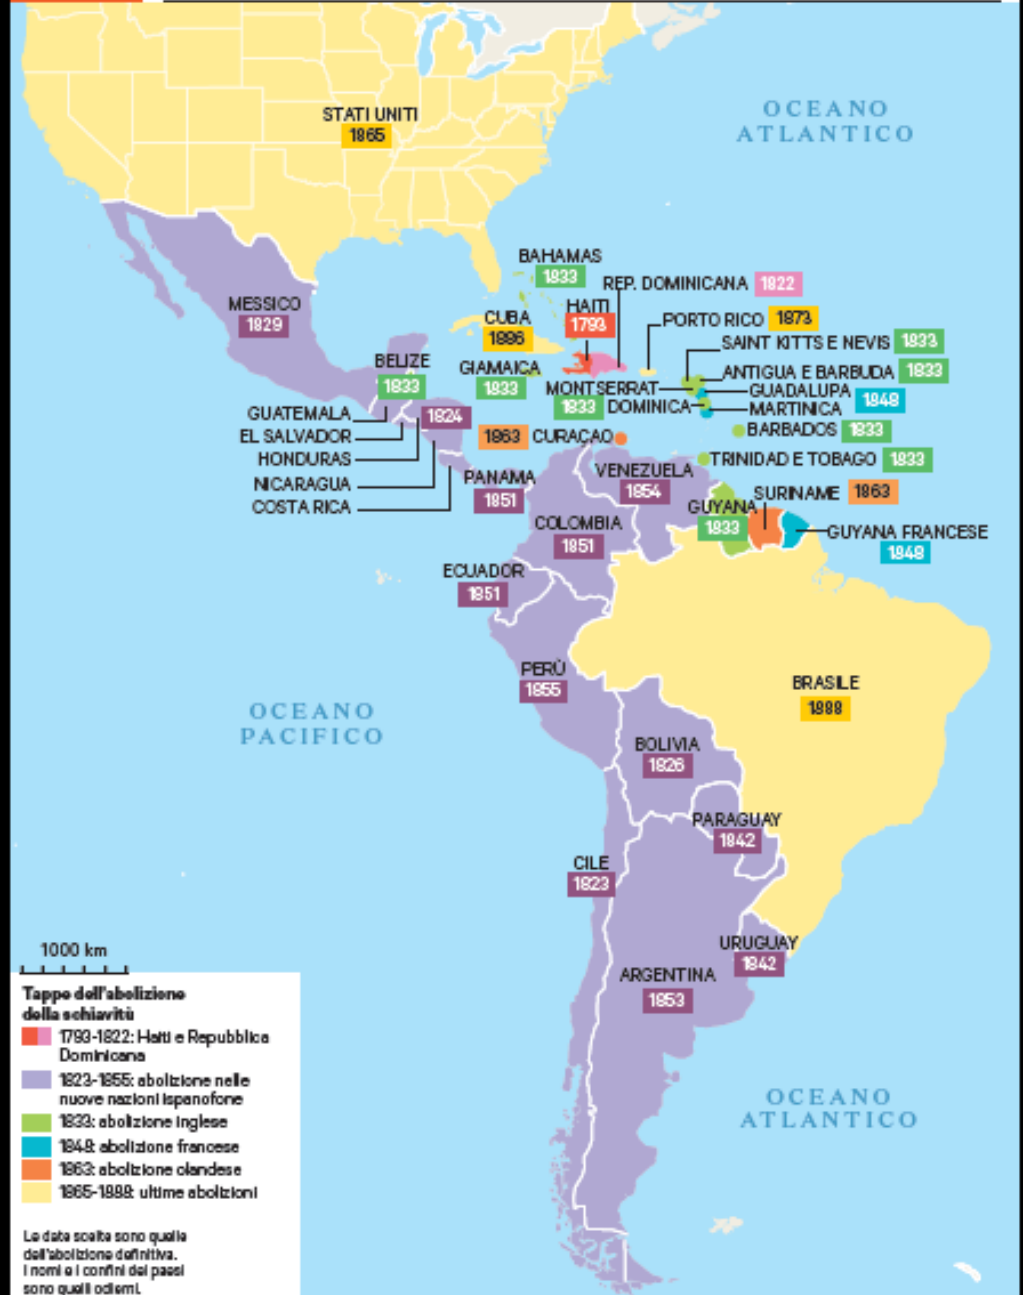 OCEANO
ATLANTICO
STATI UNITI
1865
BAHAMAS
1833
REP. DOMINICANA 1822
MESSICO
1829
HAITI
1793
CUBA
1886
PORTO RICO 1873
SAINT KITTS E NEVIS 1833
BELIZE
1833
GIAMAICA
1833
ANTIGUA E BARBUDA 1833
MONTSERRAT
1833
GUADALUPA
1848
DOMINICA
MARTINICA
GUATEMALA
1824
EL SALVADOR
HONDURAS
NICARAGUA
COSTA RICA
1863 CURAÇAO
BARBADOS 1833
TRINIDAD E TOBAGO 1833
PANAMA
1851
VENEZUELA
1854
SURINAME 1863
GUYANA
1833
COLOMBIA
1851
GUYANA FRANCESE
1848
ECUADOR
1851
PERÙ
1855
BRASILE
1888
OCEANO
PACIFICO
BOLIVIA
1826
PARAGUAY
1842
CILE
1823
URUGUAY
1842
ARGENTINA
1853
OCEANO
ATLANTICO
1000 km
Tappe dell'abolizione
della schiavitù
1793-1822: Haiti e Repubblica
Dominicana
1823-1855: abolizione nelle
nuove nazioni ispanofone
1833: abolizione inglese
1848: abolizione francese
1863: abolizione olandese
1865-1888: ultime abolizioni
Le date scelte sono quelle
dell'abolizione definitiva.
I nomi e i confini dei paesi
sono quelli odierni.